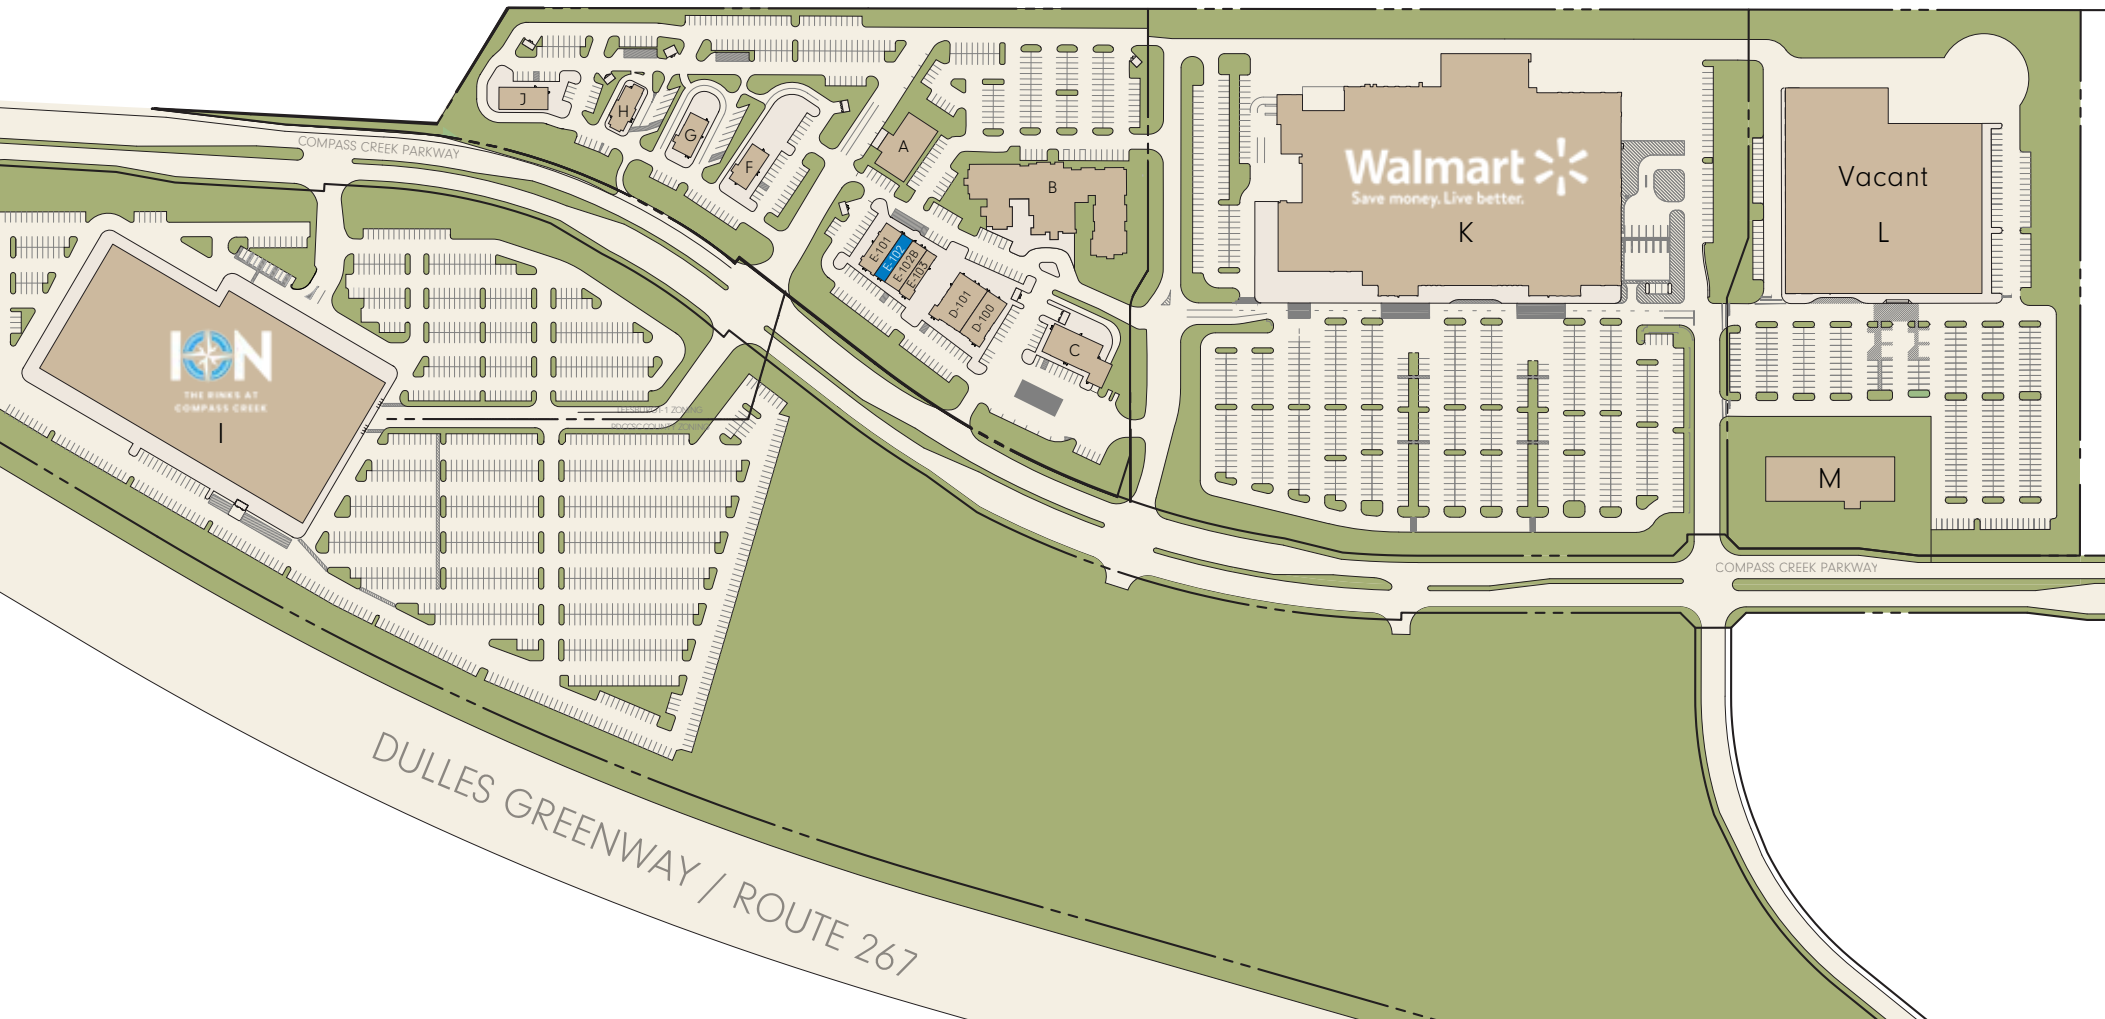 J
H
G
F
A
B
COMPASS CREEK PARKWAY
E-101
E-102
E-102B
E-103
D-101
D-100
C
Walmart
Save money. Live better.
K
Vacant
L
M
COMPASS CREEK PARKWAY
ION
THE RINKS AT
COMPASS CREEK
I
DULLES GREENWAY / ROUTE 267